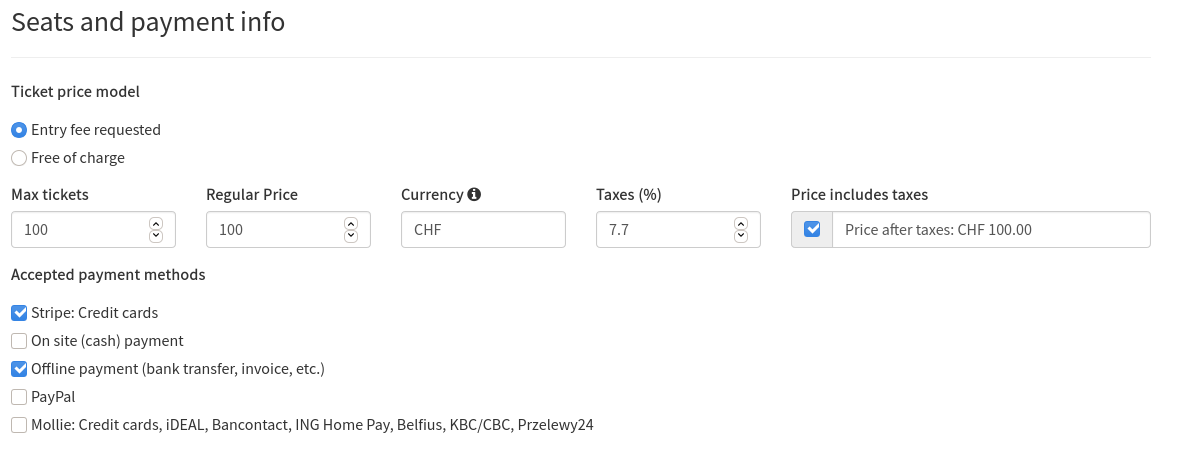 Seats and payment info
Ticket price model
Entry fee requested
Free of charge
Max tickets Regular Price Currency Taxes (%) Price includes taxes
100 100 CHF 7.7 Price after taxes: CHF 100.00
Accepted payment methods
Stripe: Credit cards
On site (cash) payment
Offline payment (bank transfer, invoice, etc.)
PayPal
Mollie: Credit cards, iDEAL, Bancontact, ING Home Pay, Belfius, KBC/CBC, Przelewy24